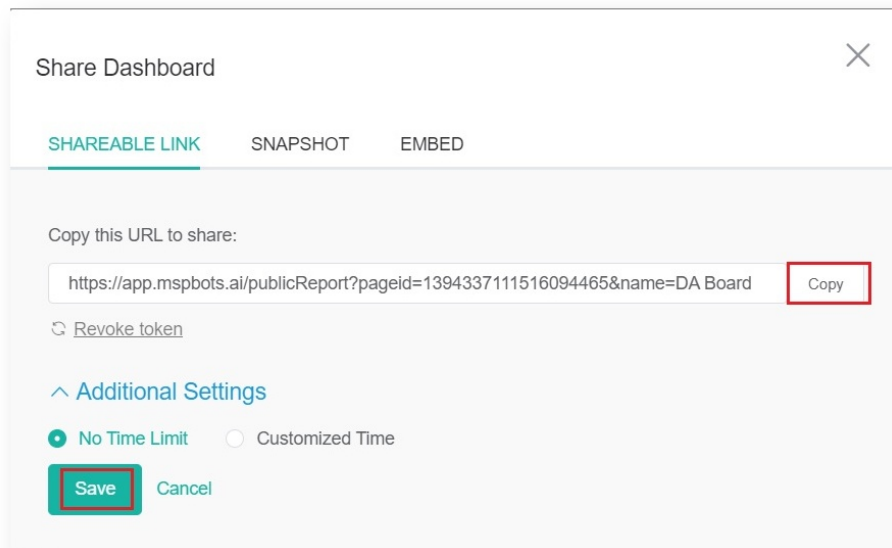 Share Dashboard
SHAREABLE LINK SNAPSHOT EMBED
Copy this URL to share:
https://app.mspbots.ai/publicReport?pageid=1394337111516094465&name=DA Board Copy
Revoke token
Additional Settings
No Time Limit Customized Time
Save Cancel